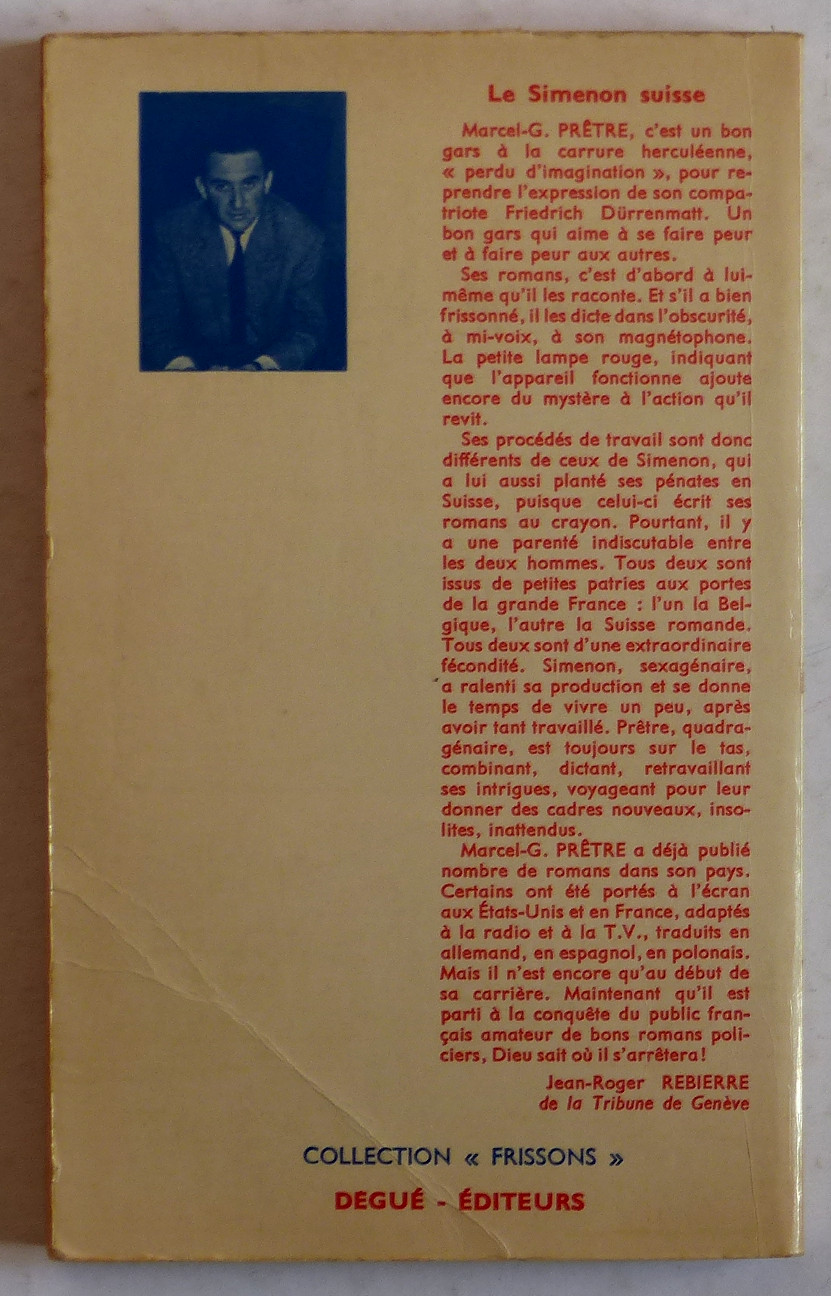 Le Simenon suisse
Marcel-G. PRÊTRE, c'est un bon
gars à la carrure herculéenne,
« perdu d'imagination », pour re-
prendre l'expression de son compa-
triote Friedrich Dürrenmatt. Un
bon gars qui aime à se faire peur
et à faire peur aux autres.
Ses romans, c'est d'abord à lui-
même qu'il les raconte. Et s'il a bien
frissonné, il les dicte dans l'obscurité,
à mi-voix, à son magnétophone.
La petite lampe rouge, indiquant
que l'appareil fonctionne ajoute
encore du mystère à l'action qu'il
revit.
Ses procédés de travail sont donc
différents de ceux de Simenon, qui
a lui aussi planté ses pénates en
Suisse, puisque celui-ci écrit ses
romans au crayon. Pourtant, il y
a une parenté indiscutable entre
les deux hommes. Tous deux sont
issus de petites patries aux portes
de la grande France : l'un la Bel-
gique, l'autre la Suisse romande.
Tous deux sont d'une extraordinaire
fécondité. Simenon, sexagénaire,
a ralenti sa production et se donne
le temps de vivre un peu, après
avoir tant travaillé. Prêtre, quadra-
génaire, est toujours sur le tas,
combinant, dictant, retravaillant
ses intrigues, voyageant pour leur
donner des cadres nouveaux, inso-
lites, inattendus.
Marcel-G. PRÊTRE a déjà publié
nombre de romans dans son pays.
Certains ont été portés à l'écran
aux États-Unis et en France, adaptés
à la radio et à la T.V., traduits en
allemand, en espagnol, en polonais.
Mais il n'est encore qu'au début de
sa carrière. Maintenant qu'il est
parti à la conquête du public fran-
çais amateur de bons romans poli-
ciers, Dieu sait où il s'arrêtera!
Jean-Roger REBIERRE
de la Tribune de Genève
COLLECTION « FRISSONS »
DEGUÉ - ÉDITEURS